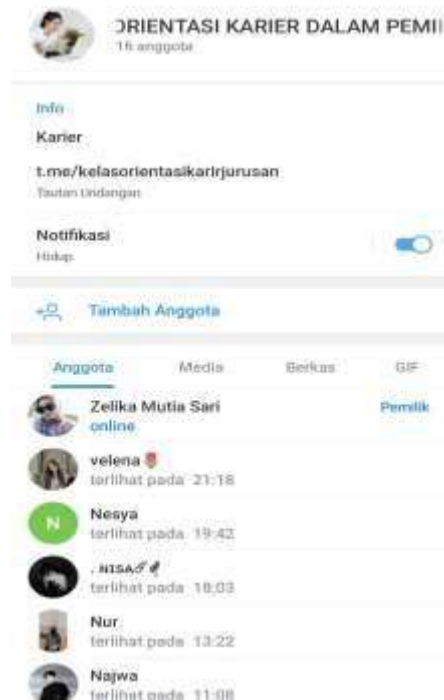 ORIENTASI KARIER DALAM PEMI
16 anggota
Info
Karier
t.me/kelasorientasikarirjurusan
Tautan Undangan
Notifikasi
Hidup
Tambah Anggota
Anggota Media Berkas GIF
Zelika Mutia Sari Pemilik
online
velena
terlihat pada 21:18
N
Nesya
terlihat pada 19:42
. NISA
terlihat pada 18:03
Nur
terlihat pada 13:22
Najwa
terlihat pada 11:08